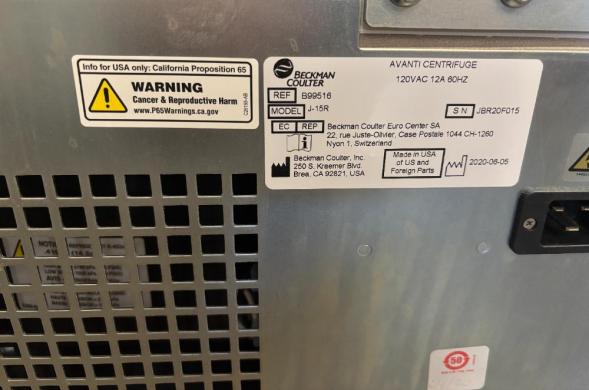 Info for USA only: California Proposition 65
WARNING
Cancer & Reproductive Harm
www.P65Warnings.ca.gov
BECKMAN
COULTER
AVANTI CENTRIFUGE
120VAC 12A 60HZ
REF B99516
MODEL J-15R
SN JBR20F015
EC REP Beckman Coulter Euro Center SA
22, rue Juste-Olivier, Case Postale 1044 CH-1260
Nyon 1, Switzerland
Beckman Coulter, Inc.
250 S. Kraemer Blvd.
Brea, CA 92821, USA
Made in USA
of US and
Foreign Parts
2020-06-05
50